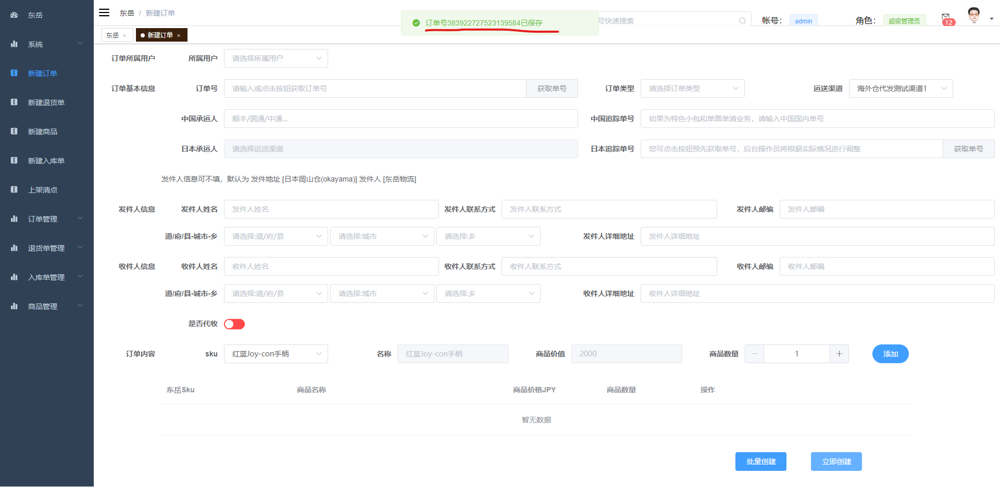 东岳
系统
新建订单
新建退货单
新建商品
新建入库单
上架清点
订单管理
退货单管理
入库单管理
商品管理
东岳 / 新建订单
订单号383922727523139584已保存
号快速搜索
帐号： admin
角色： 超级管理员
12
东岳 ×
新建订单 ×
订单所属用户 所属用户 请选择所属用户
订单基本信息 订单号 请输入或点击按钮获取订单号 获取单号 订单类型 请选择订单类型 运送渠道 海外仓代发测试渠道1
中国承运人 顺丰/圆通/中通... 中国追踪单号 如果为特色小包和单票单清业务，请输入中国国内单号
日本承运人 请选择运送渠道 日本追踪单号 您可点击按钮预先获取单号，后台操作员将根据实际情况进行调整 获取单号
发件人信息可不填，默认为 发件地址 [日本岡山仓(okayama)] 发件人 [东岳物流]
发件人信息 发件人姓名 发件人姓名 发件人联系方式 发件人联系方式 发件人邮编 发件人邮编
道/府/县-城市-乡 请选择:道/府/县 请选择:城市 请选择:乡 发件人详细地址 发件人详细地址
收件人信息 收件人姓名 收件人姓名 收件人联系方式 收件人联系方式 收件人邮编 收件人邮编
道/府/县-城市-乡 请选择:道/府/县 请选择:城市 请选择:乡 收件人详细地址 收件人详细地址
是否代收
订单内容 sku 红蓝Joy-con手柄 名称 红蓝Joy-con手柄 商品价值 2000 商品数量 — 1 + 添加
东岳Sku 商品名称 商品价格JPY 商品数量 操作
暂无数据
批量创建 立即创建